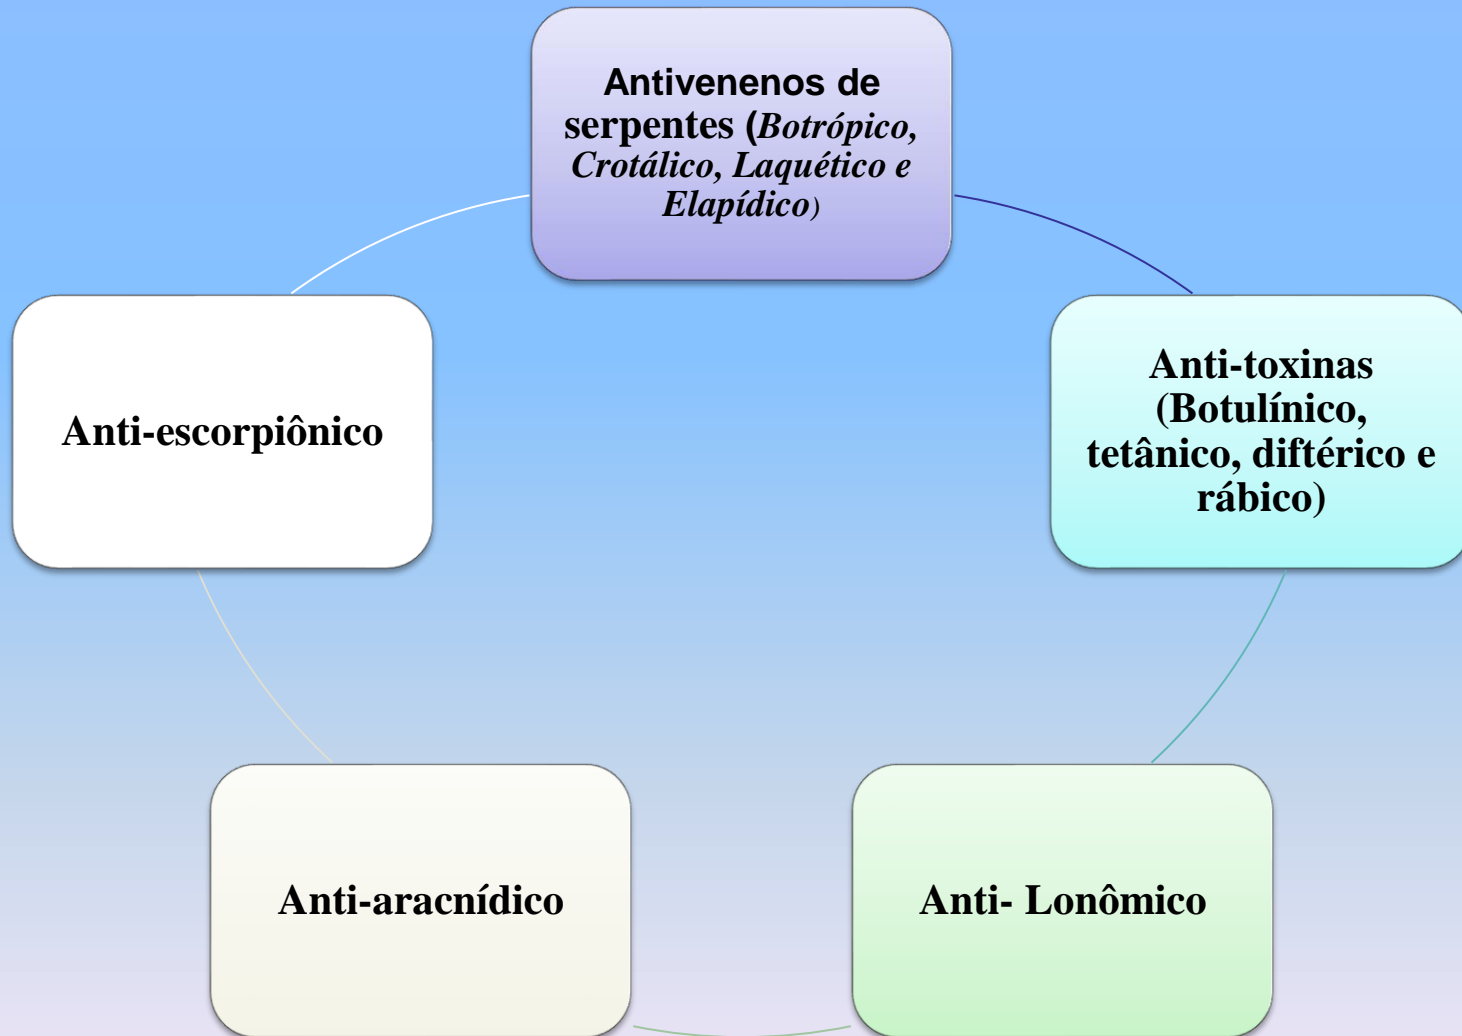 Antivenenos de
serpentes (Botrópico,
Crotálico, Laquético e
Elapídico)
Anti-toxinas
(Botulínico,
tetânico, diftérico e
rábico)
Anti-escorpiônico
Anti-aracnídico
Anti- Lonômico